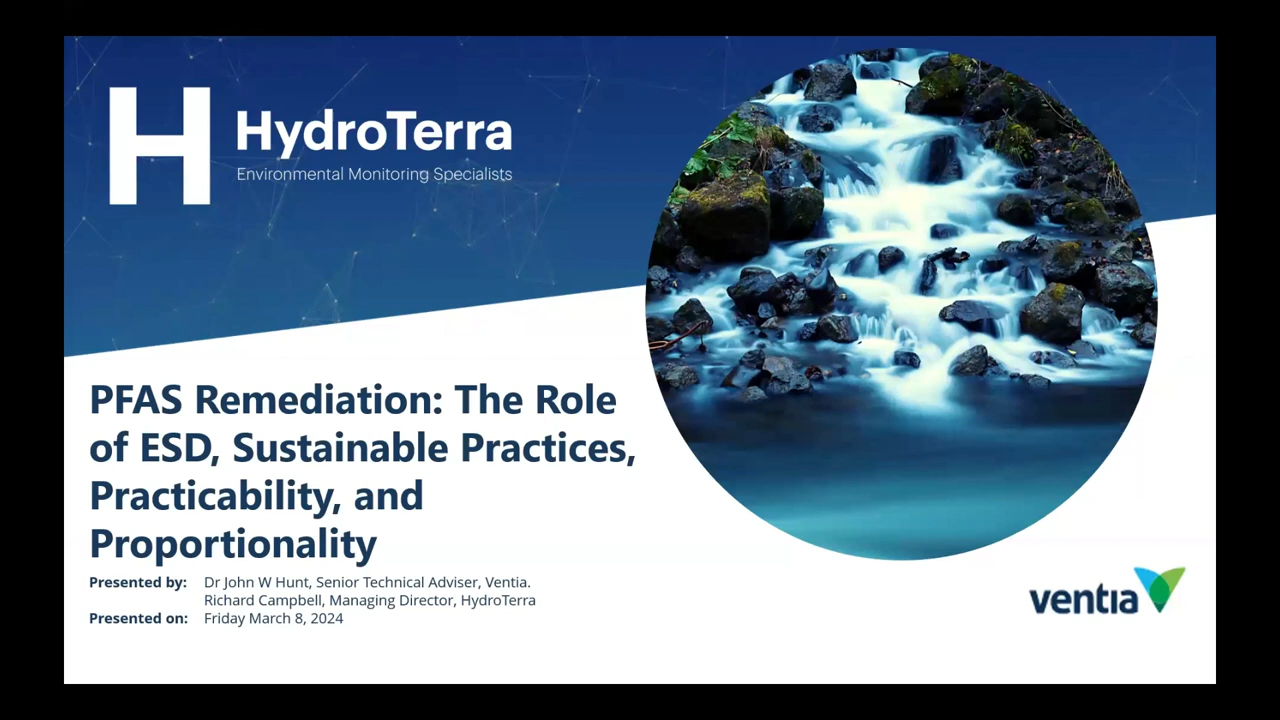 H
HydroTerra
Environmental Monitoring Specialists
PFAS Remediation: The Role
of ESD, Sustainable Practices,
Practicability, and
Proportionality
Presented by: Dr John W Hunt, Senior Technical Adviser, Ventia.
Richard Campbell, Managing Director, HydroTerra
Presented on: Friday March 8, 2024
ventia